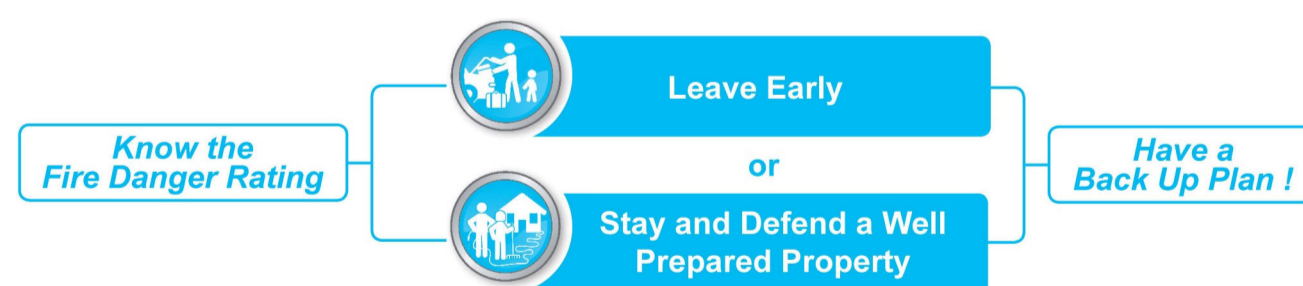 Know the
Fire Danger Rating
Leave Early
or
Stay and Defend a Well
Prepared Property
Have a
Back Up Plan !